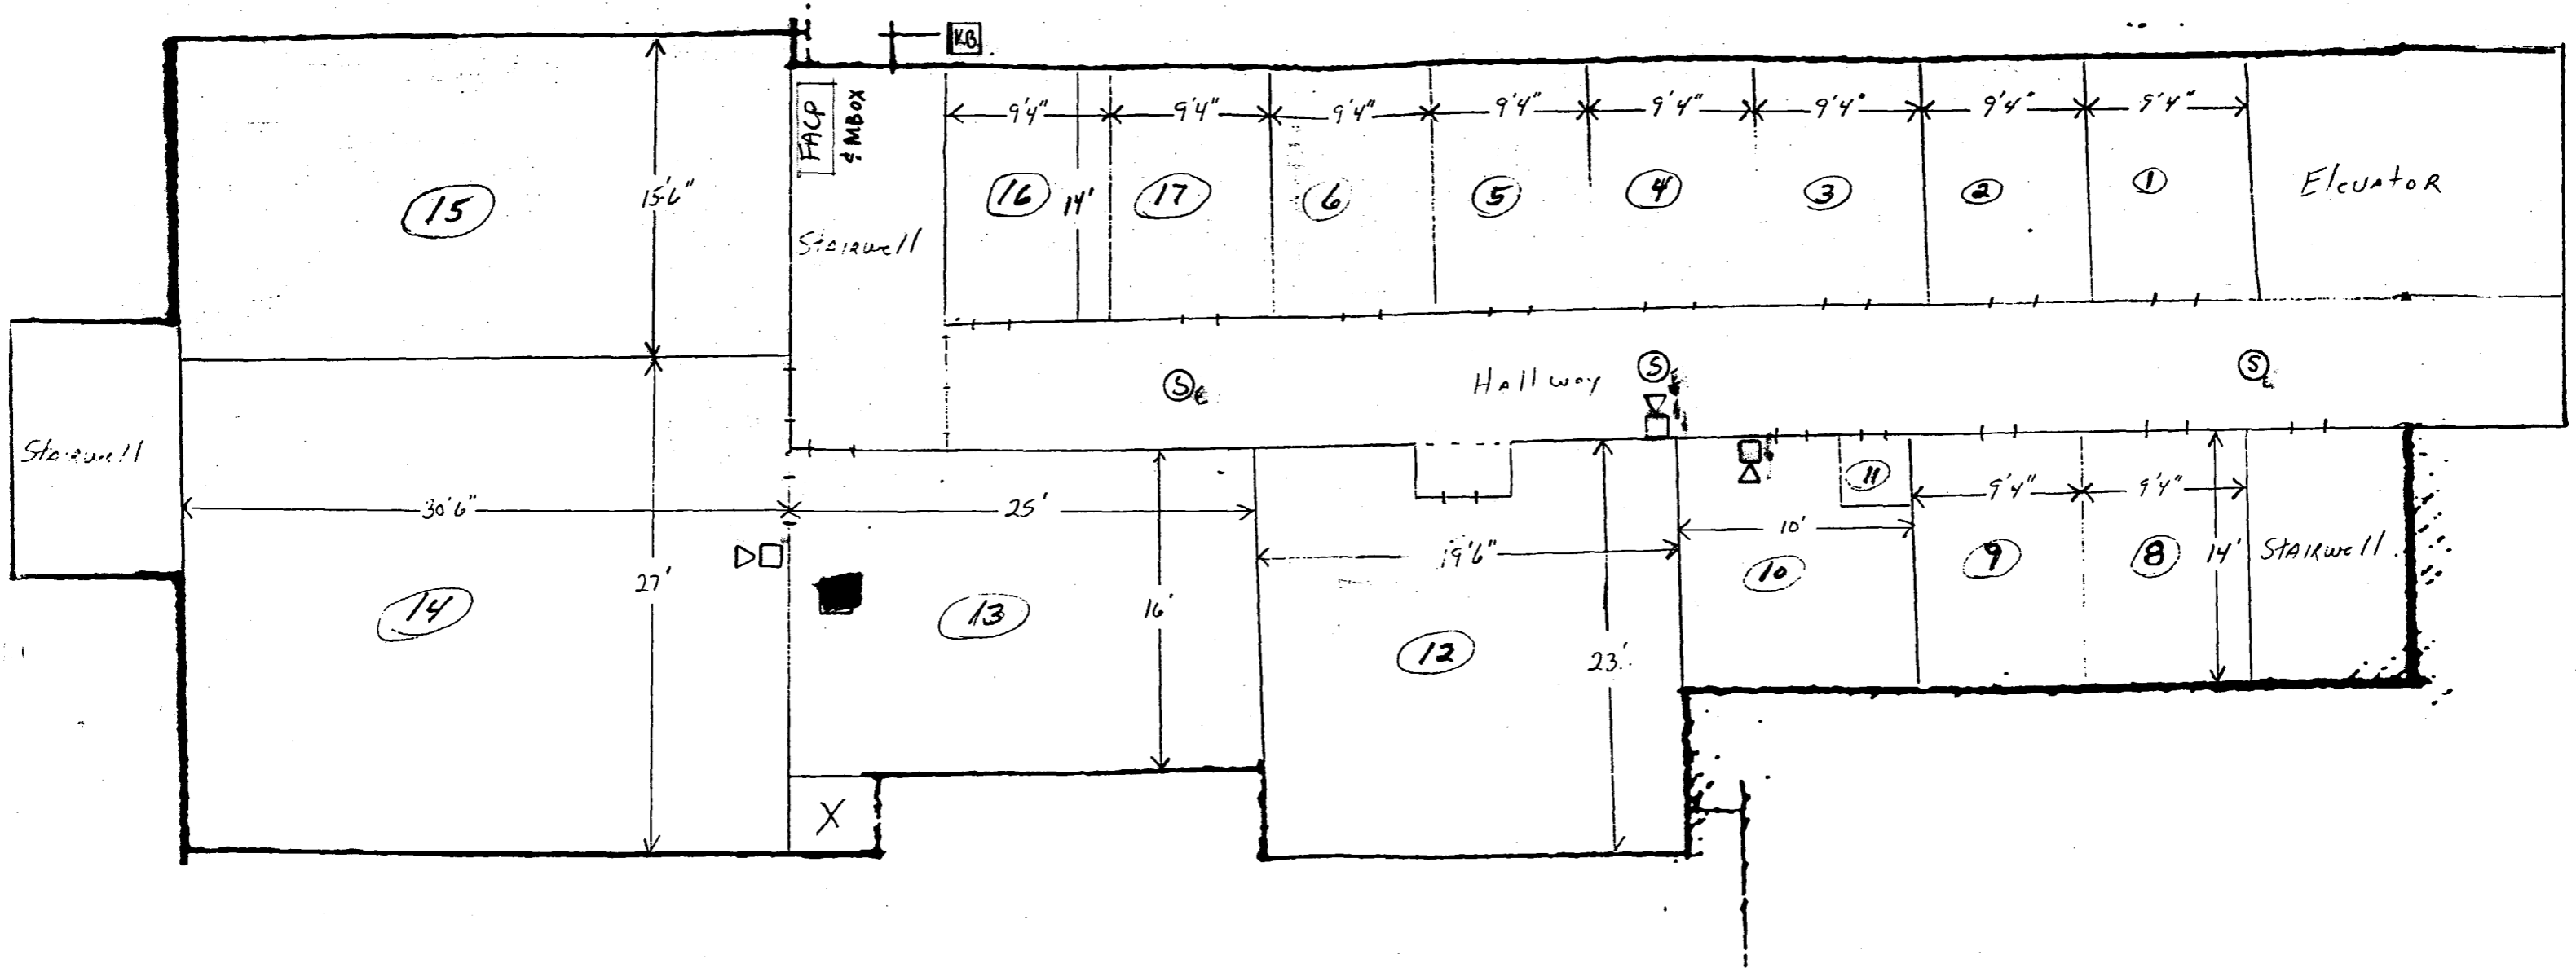 KB
FACP
& MBOX
9'4" 9'4" 9'4" 9'4" 9'4" 9'4" 9'4" 9'4"
15 15'6" 16 14' 17 6 5 4 3 2 1 Elevator
Stairwell
S S S
Hallway
Stairwell
11
30'6" 25' 9'4" 9'4"
10'
19'6"
14 27' 13 16' 10 9 8 14' Stairwell
12 23'
X